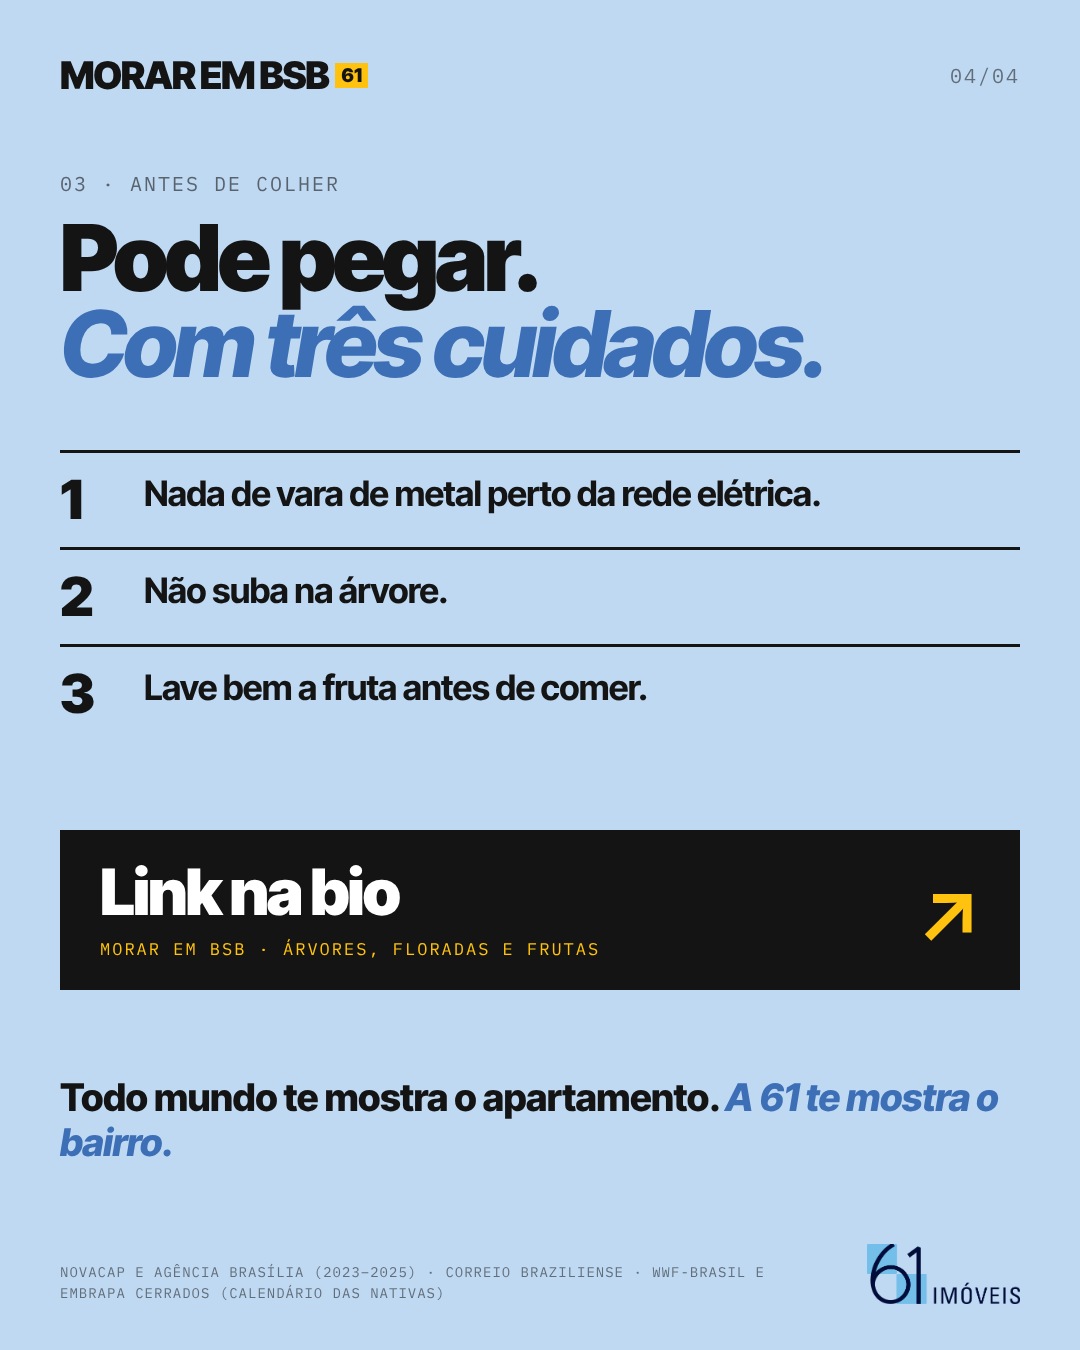 MORAR EM BSB 61
04/04
03 · ANTES DE COLHER
Pode pegar.
Com três cuidados.
1 Nada de vara de metal perto da rede elétrica.
2 Não suba na árvore.
3 Lave bem a fruta antes de comer.
Link na bio
MORAR EM BSB · ÁRVORES, FLORADAS E FRUTAS
Todo mundo te mostra o apartamento. A 61 te mostra o
bairro.
NOVACAP E AGÊNCIA BRASÍLIA (2023–2025) · CORREIO BRAZILIENSE · WWF-BRASIL E
EMBRAPA CERRADOS (CALENDÁRIO DAS NATIVAS)
61 IMÓVEIS